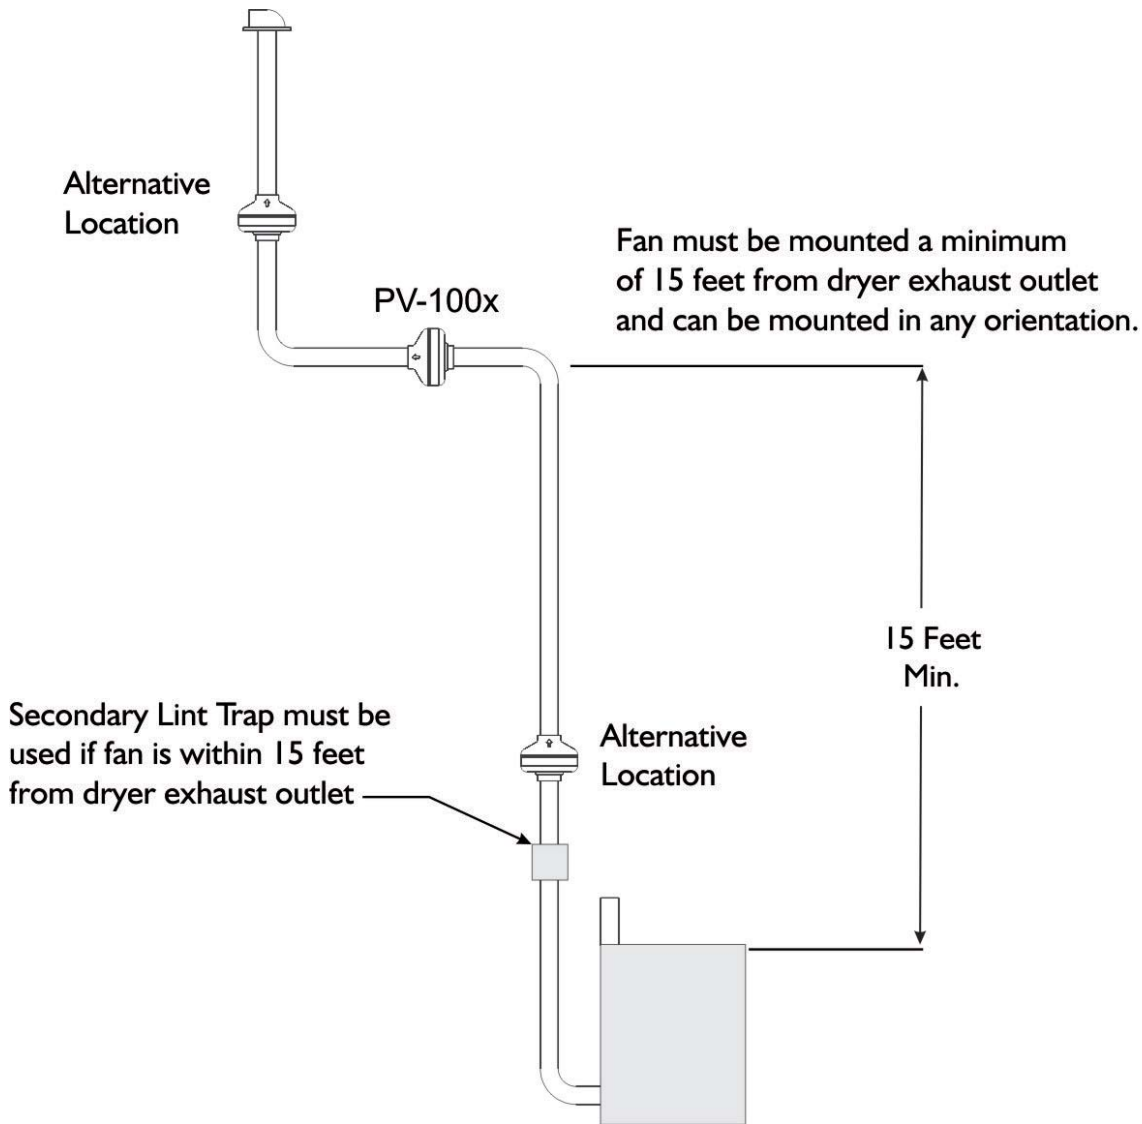 Alternative
Location
PV-100x
Fan must be mounted a minimum
of 15 feet from dryer exhaust outlet
and can be mounted in any orientation.
15 Feet
Min.
Secondary Lint Trap must be
used if fan is within 15 feet
from dryer exhaust outlet
Alternative
Location